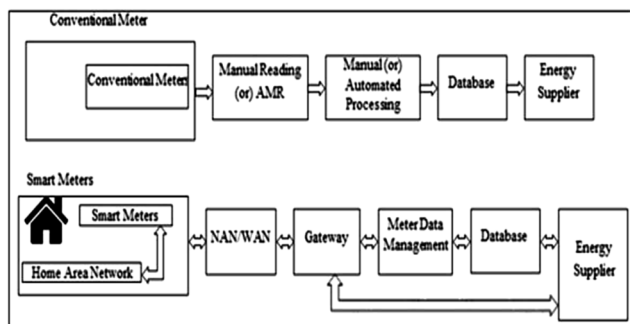 Conventional Meter
Conventional Meters
Manual Reading
(or) AMR
Manual (or)
Automated
Processing
Database
Energy
Supplier
Smart Meters
Smart Meters
Home Area Network
NAN/WAN
Gateway
Meter Data
Management
Database
Energy
Supplier